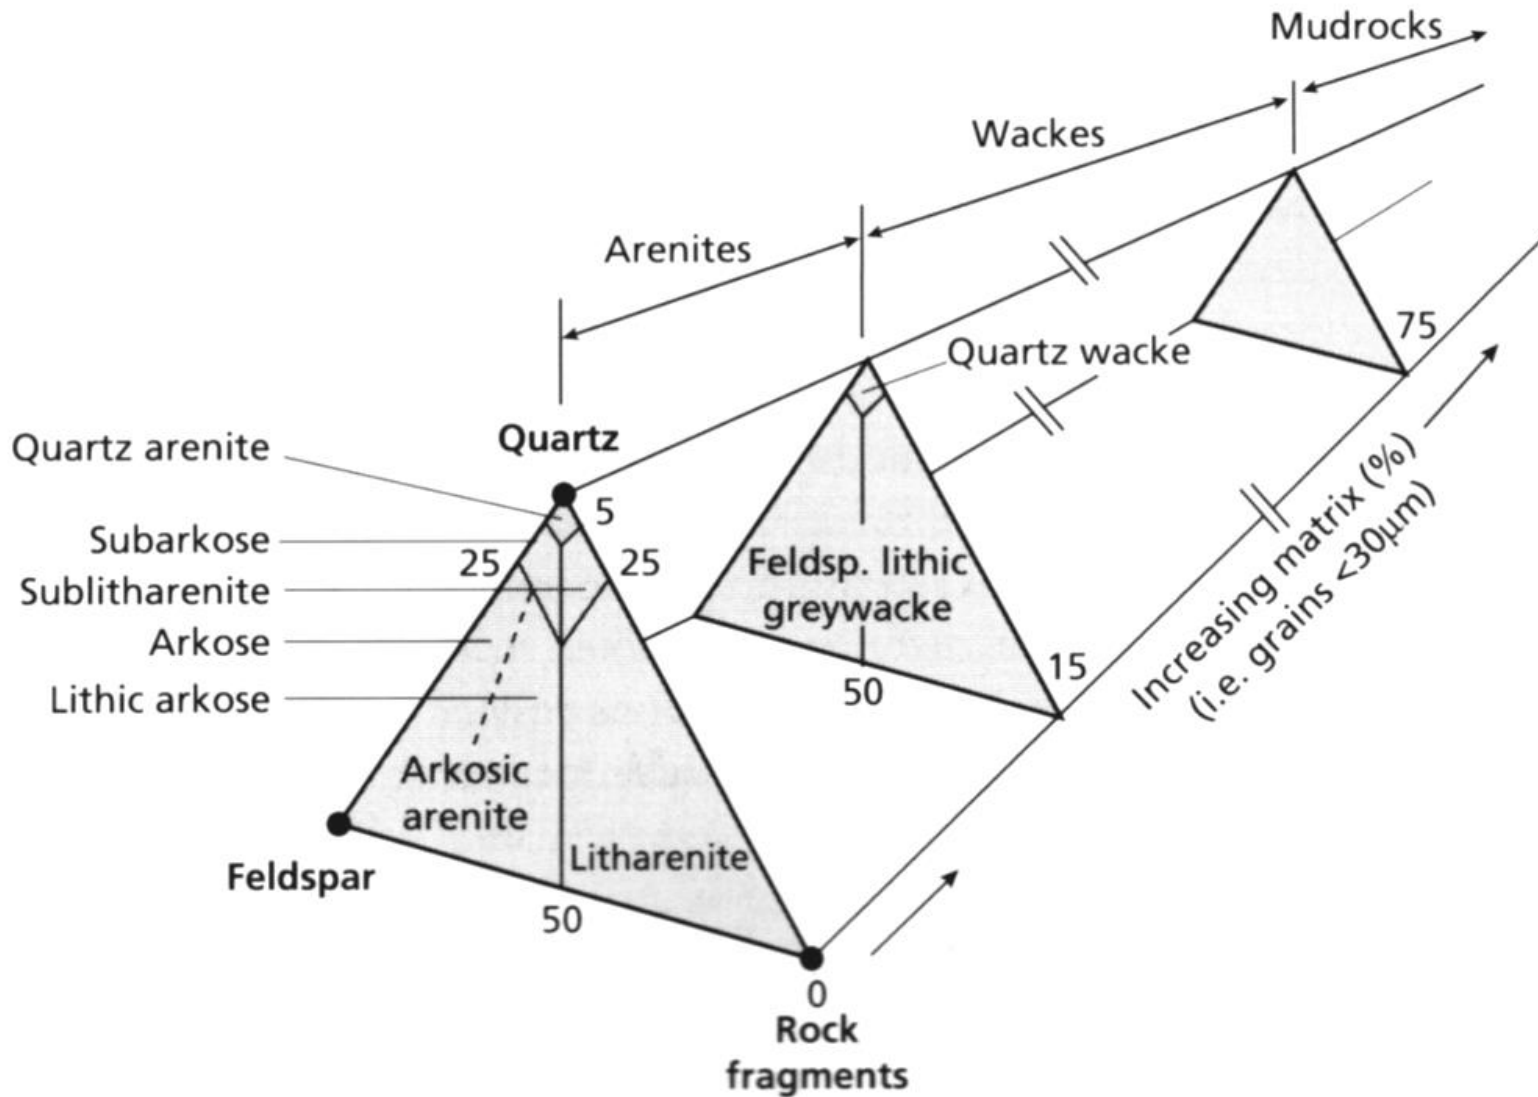 Mudrocks
Wackes
Arenites
Quartz wacke
75
Quartz
Quartz arenite
5
Subarkose
25
25
Sublitharenite
Feldsp. lithic
greywacke
Arkose
15
Lithic arkose
50
Increasing matrix (%)
(i.e. grains <30μm)
Arkosic
arenite
Litharenite
Feldspar
50
0
Rock
fragments